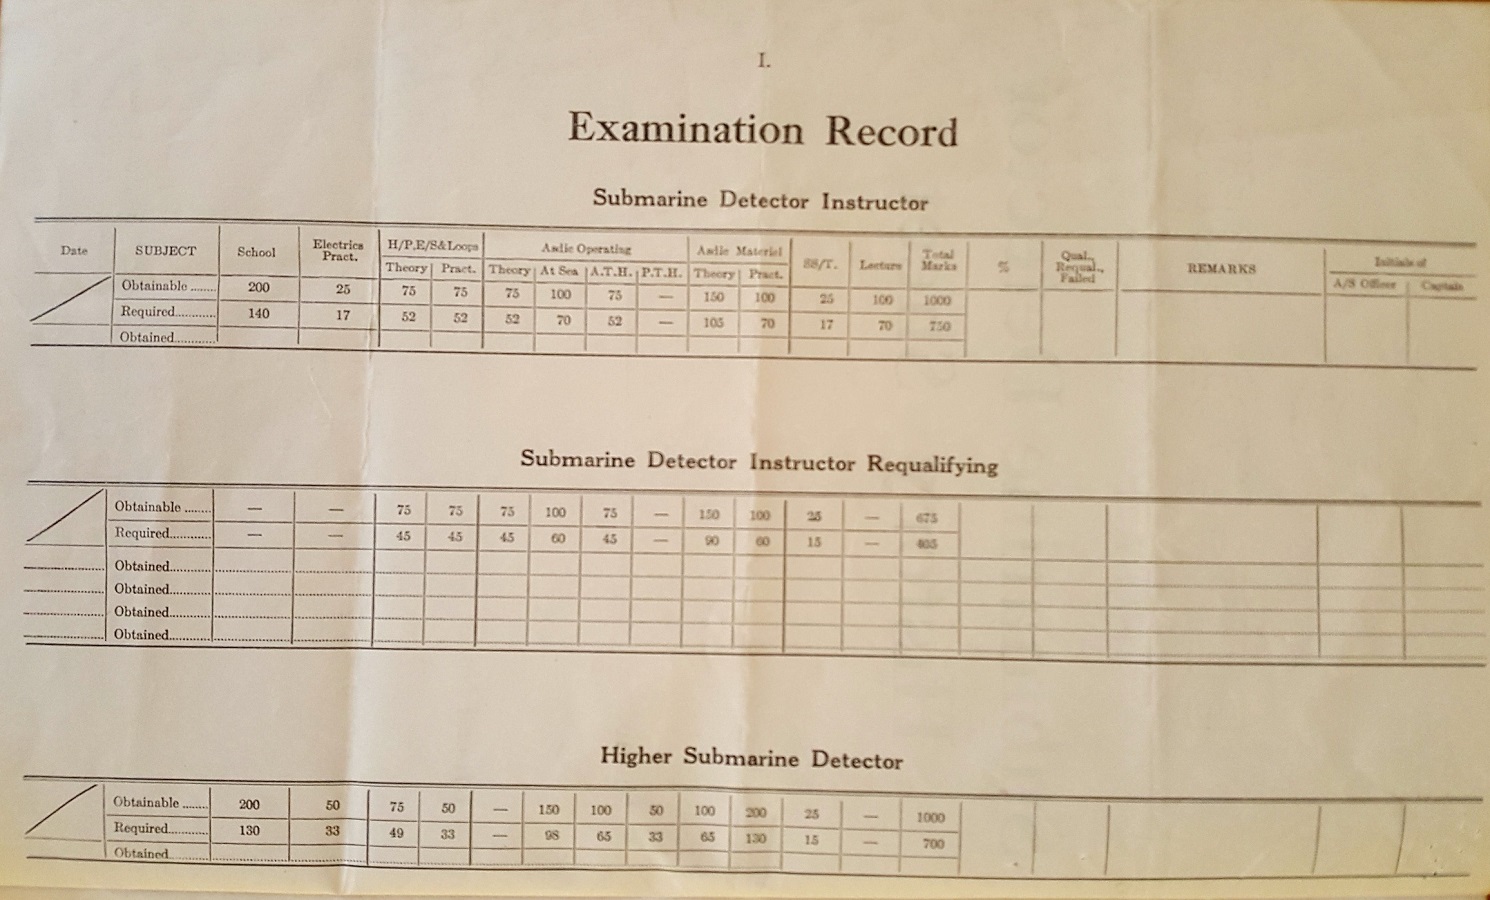 I.
Examination Record
Submarine Detector Instructor
Date SUBJECT School Electrics Pract. H/P.E/S&Loops Asdic Operating Asdic Materiel SS/T. Lecture Total Marks % Qual., Requal., Failed REMARKS Initials of
Theory Pract. Theory At Sea A.T.H. P.T.H. Theory Pract. A/S Officer Captain
Obtainable ........ 200 25 75 75 75 100 75 — 150 100 25 100 1000
Required............ 140 17 52 52 52 70 52 — 105 70 17 70 750
Obtained............
Submarine Detector Instructor Requalifying
Obtainable ........ — — 75 75 75 100 75 — 150 100 25 — 675
Required............ — — 45 45 45 60 45 — 90 60 15 — 405
Obtained............
Obtained............
Obtained............
Obtained............
Higher Submarine Detector
Obtainable ........ 200 50 75 50 — 150 100 50 100 200 25 — 1000
Required............ 130 33 49 33 — 98 65 33 65 130 15 — 700
Obtained